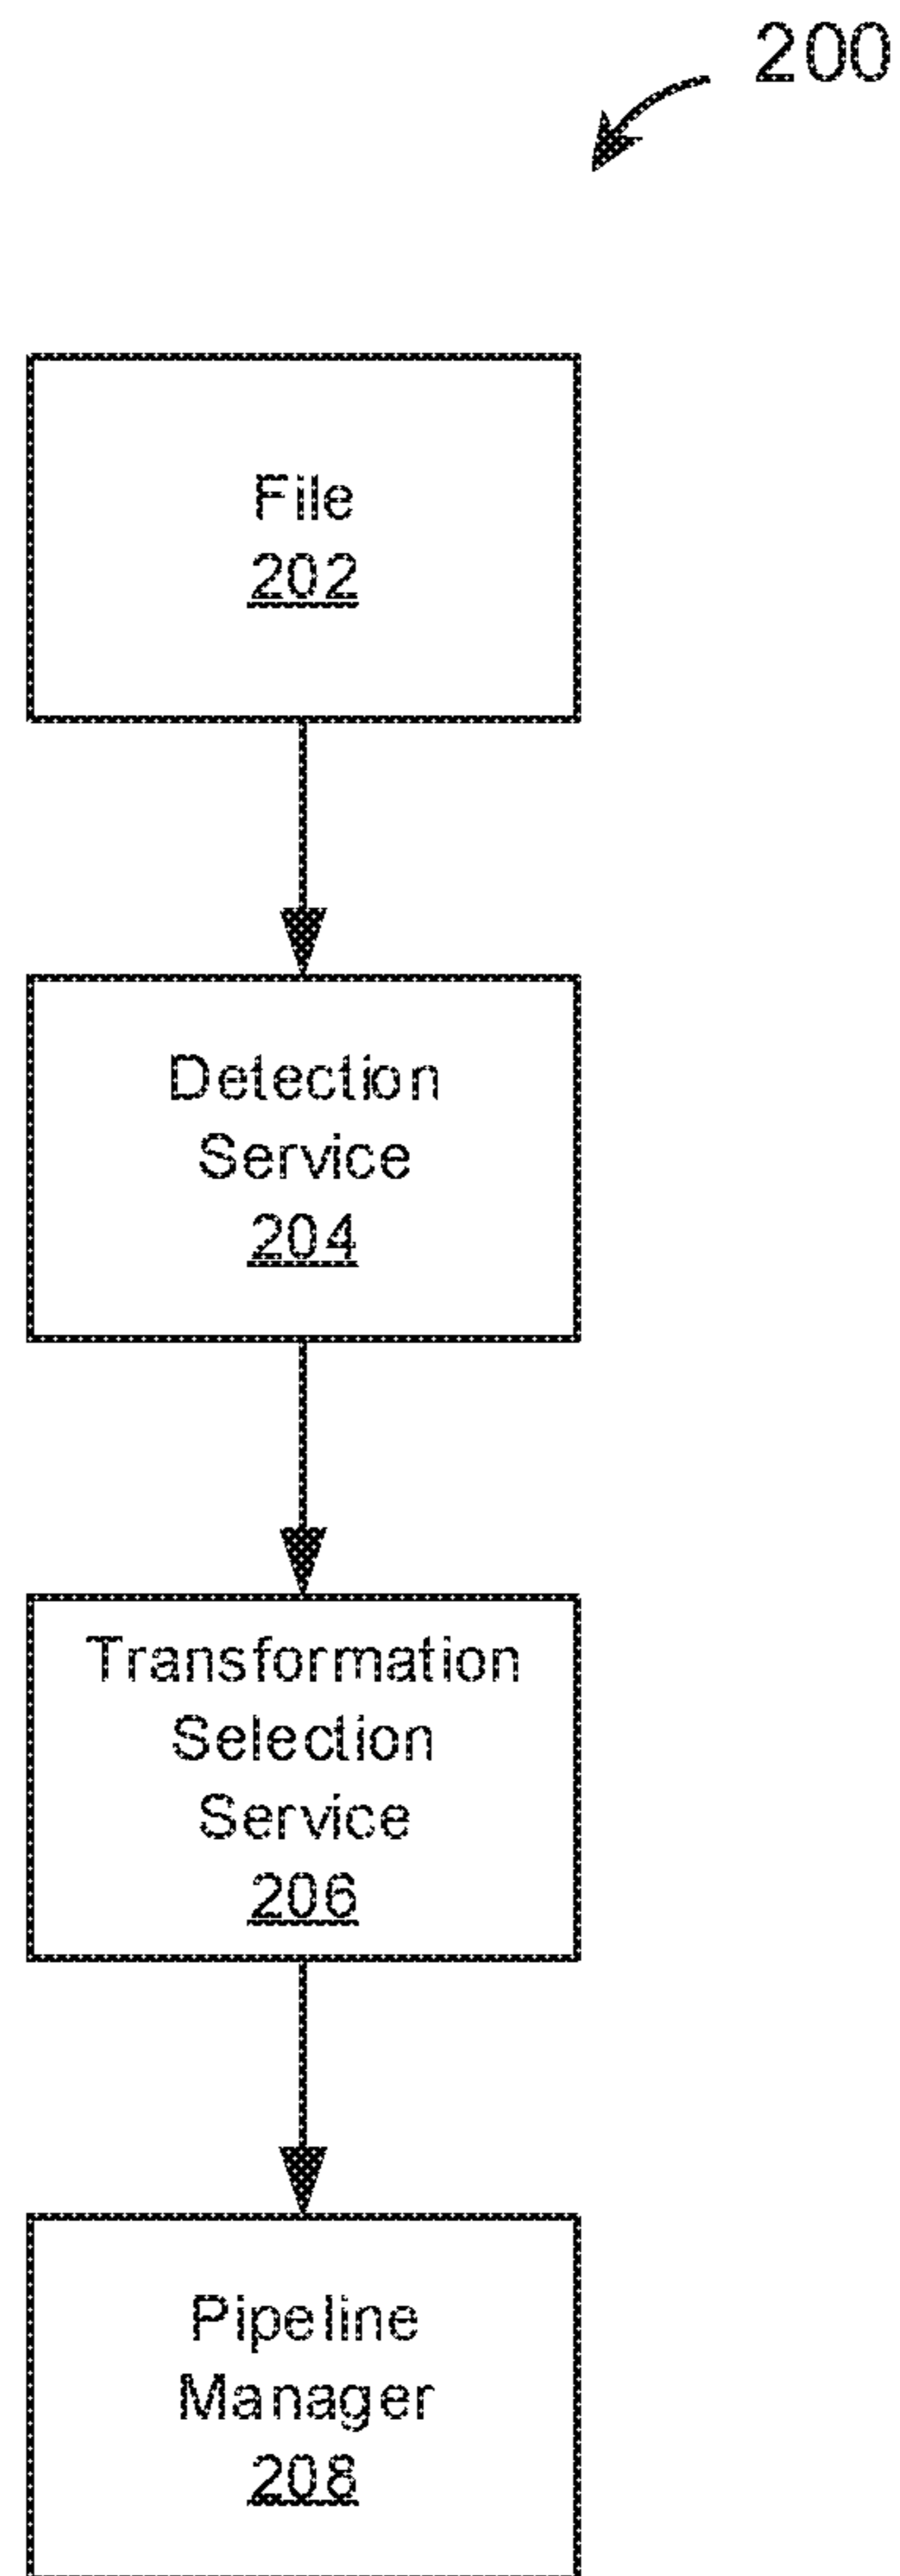 200
File
202
Detection
Service
204
Transformation
Selection
Service
206
Pipeline
Manager
208